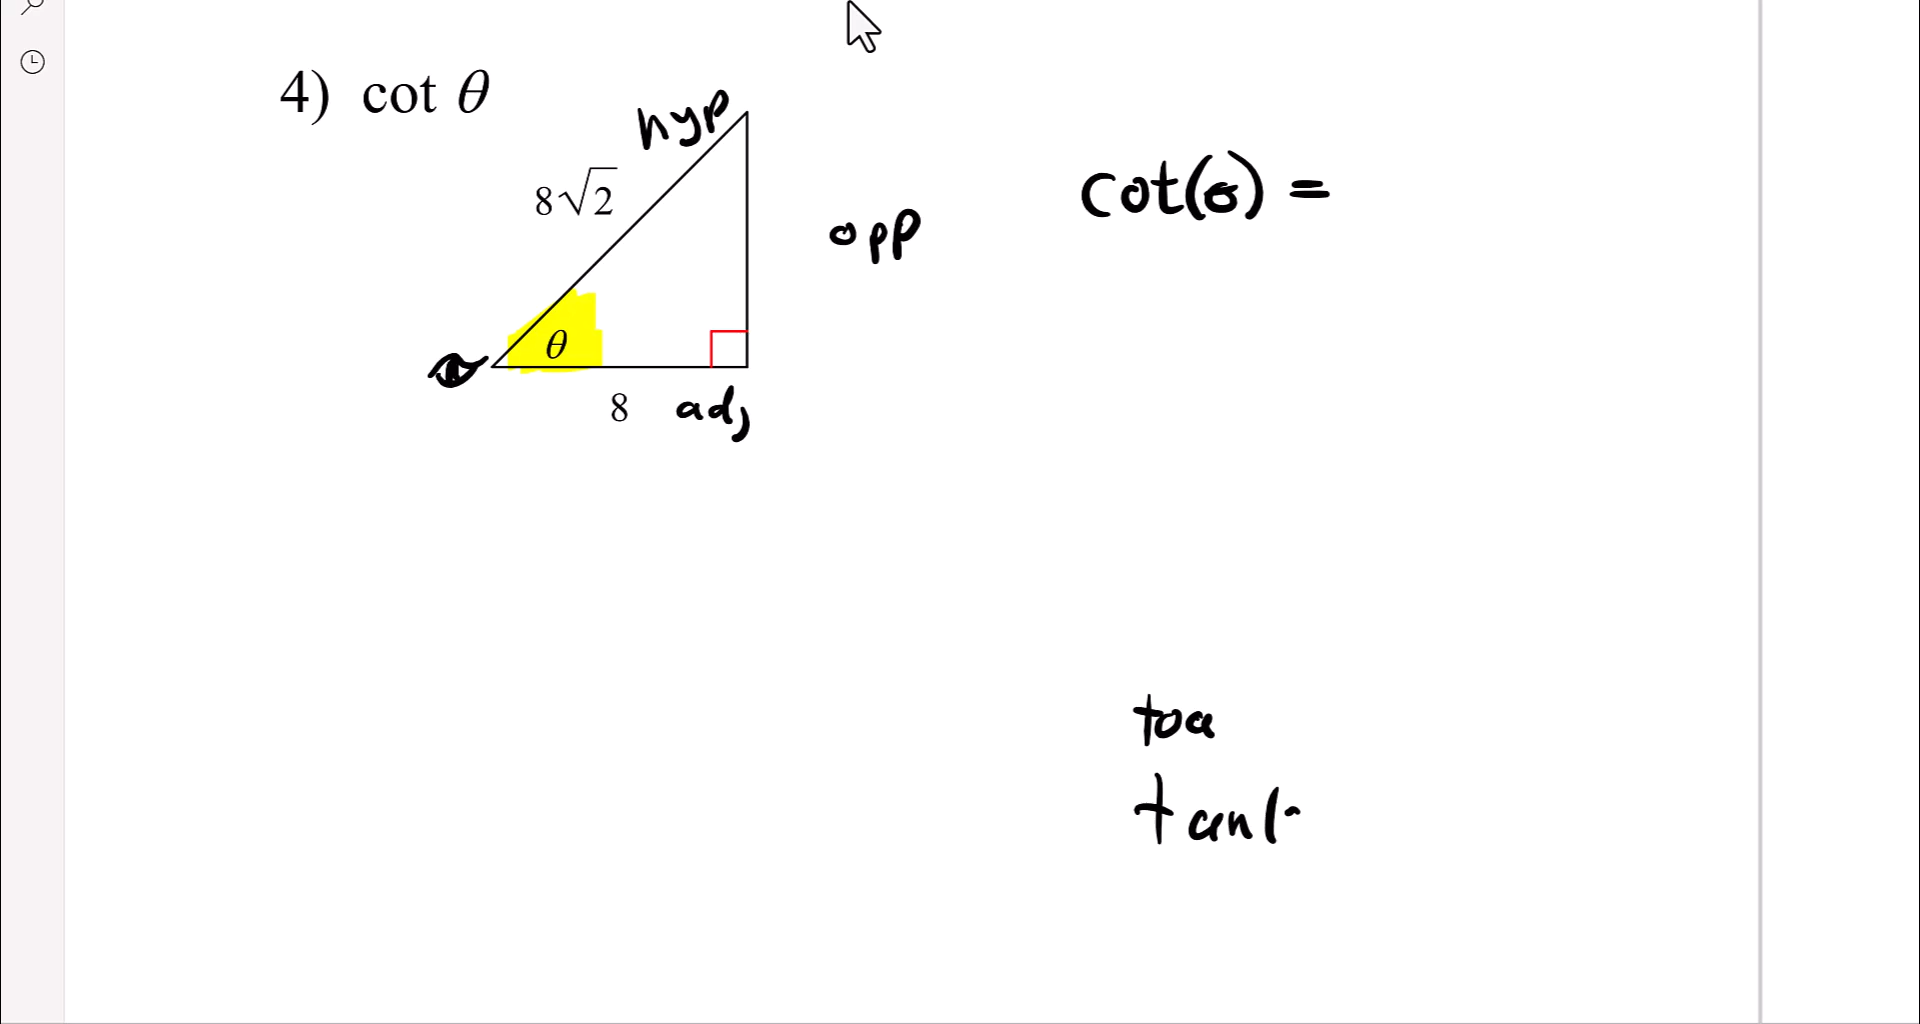 4) cot θ
hyp
8√2
opp
cot(θ) =
θ
8 adj
toa
tan(